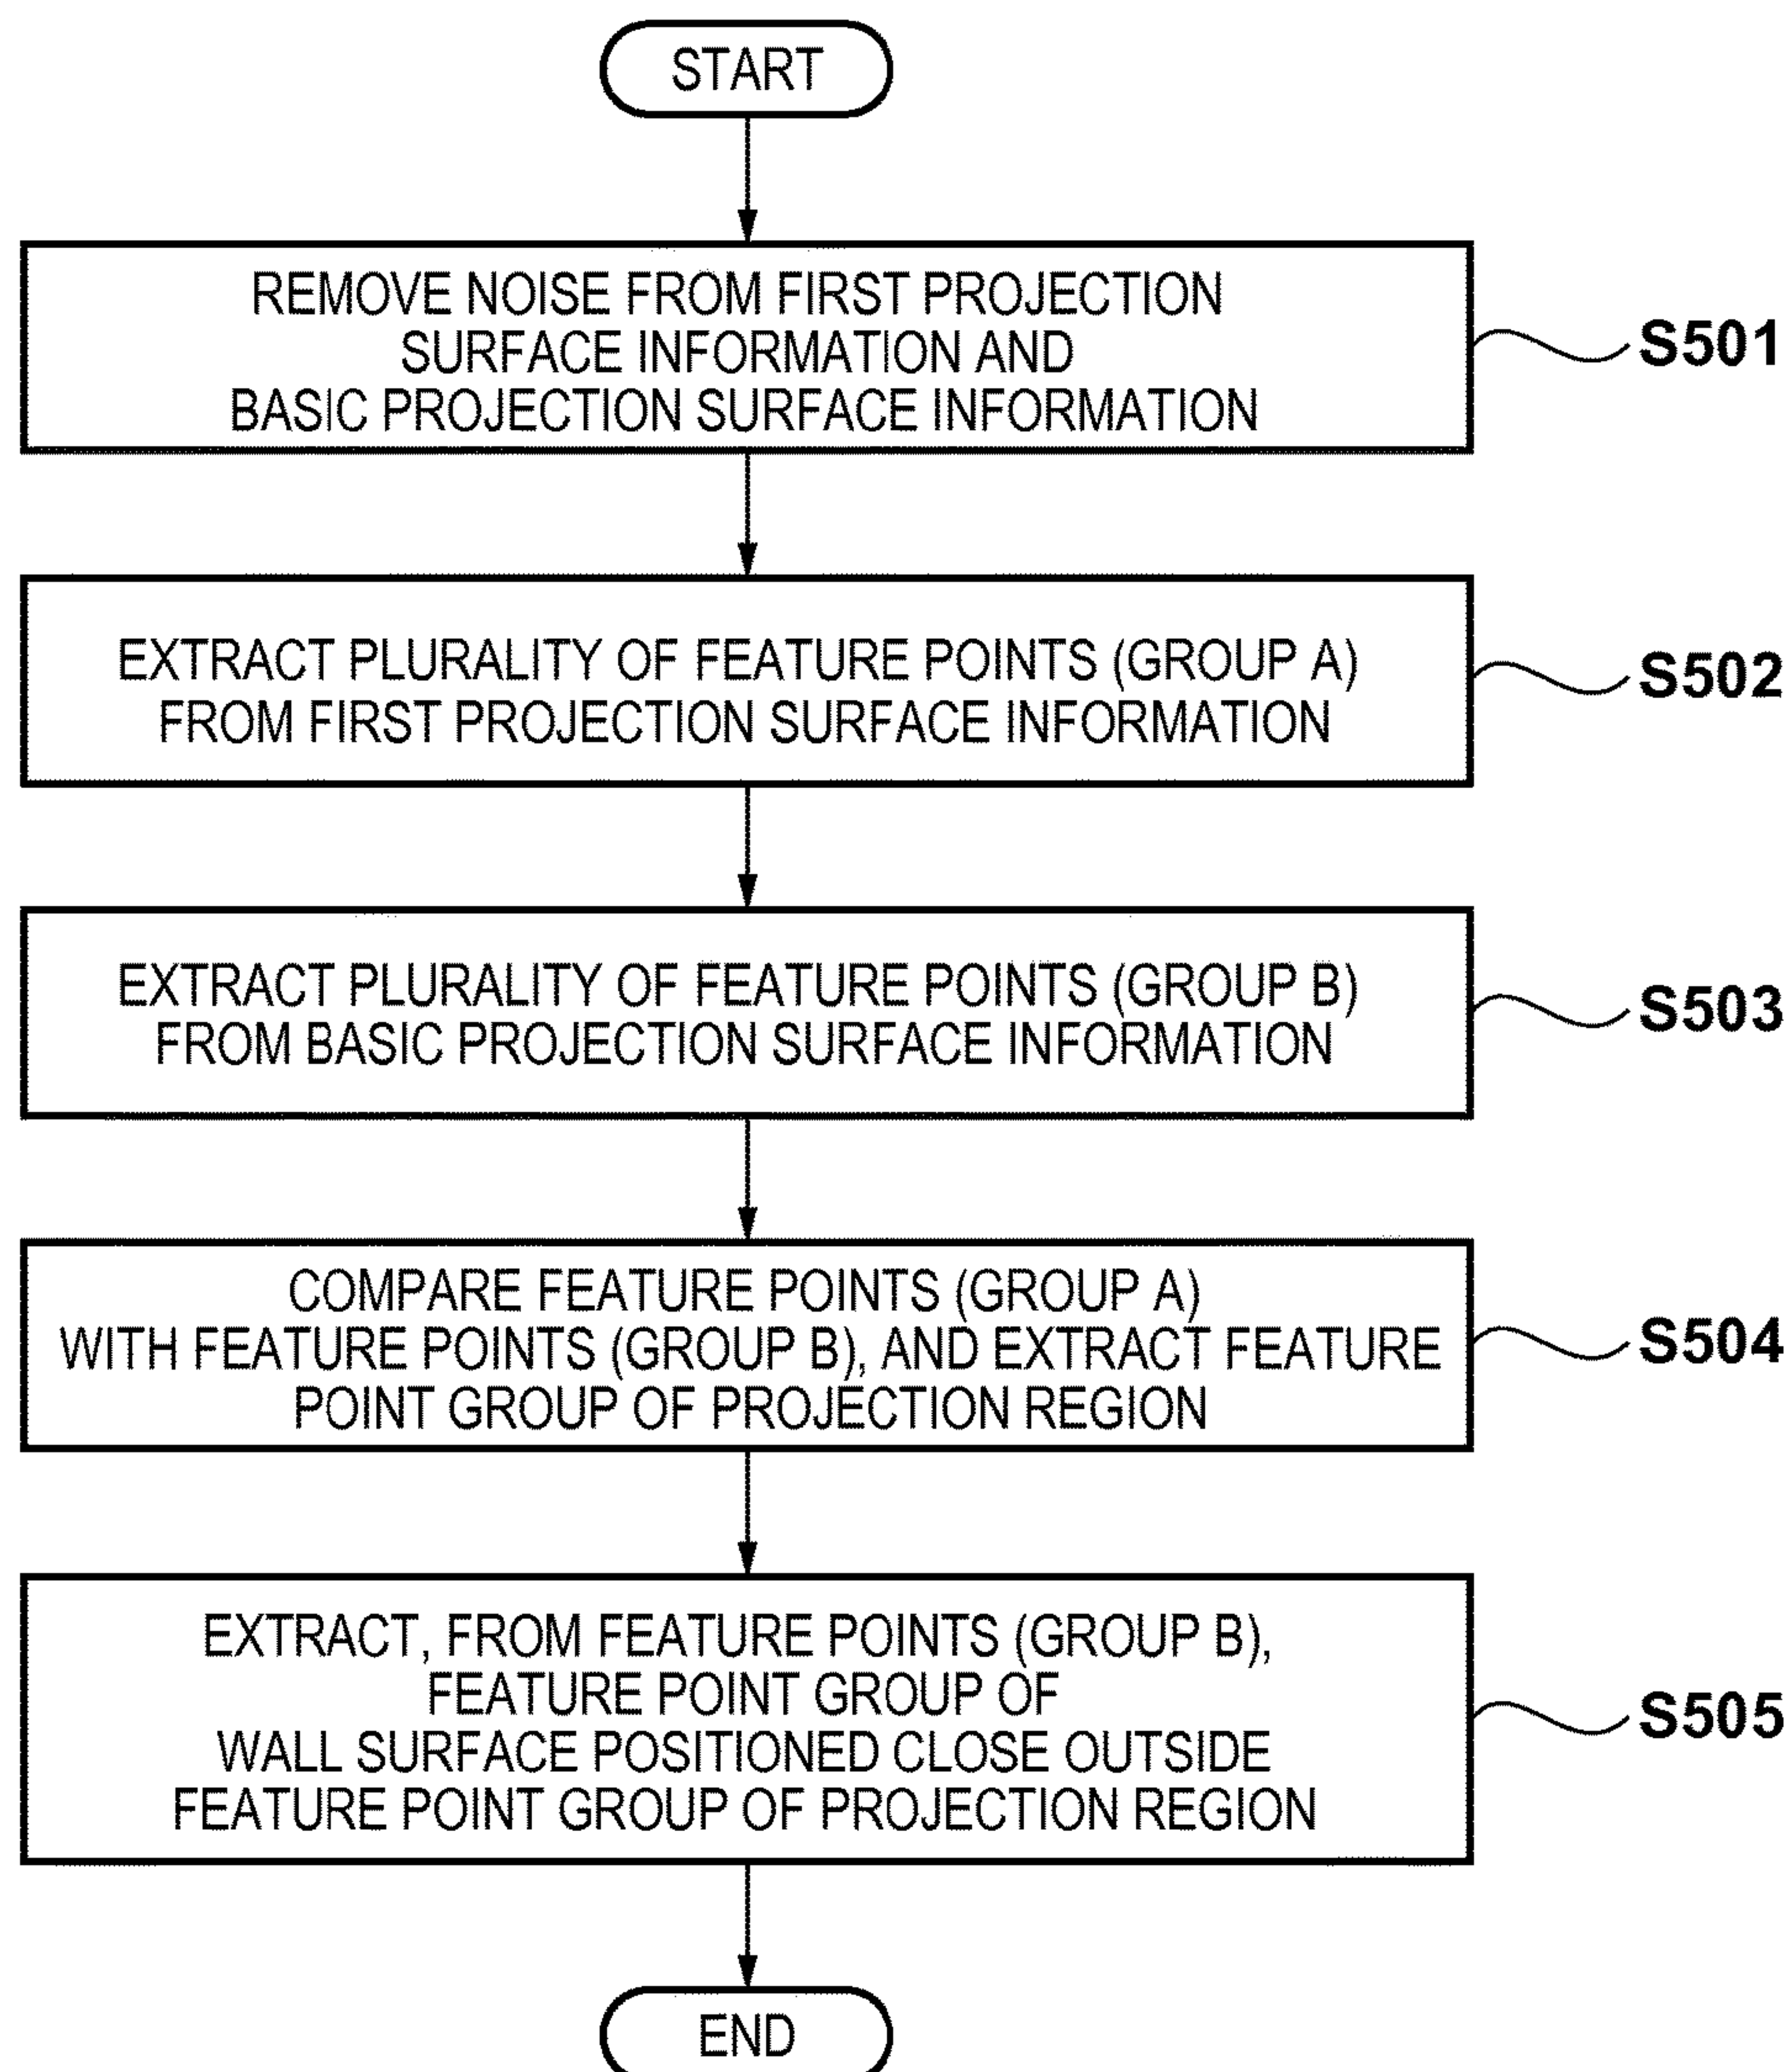 START
REMOVE NOISE FROM FIRST PROJECTION
SURFACE INFORMATION AND
BASIC PROJECTION SURFACE INFORMATION
S501
EXTRACT PLURALITY OF FEATURE POINTS (GROUP A)
FROM FIRST PROJECTION SURFACE INFORMATION
S502
EXTRACT PLURALITY OF FEATURE POINTS (GROUP B)
FROM BASIC PROJECTION SURFACE INFORMATION
S503
COMPARE FEATURE POINTS (GROUP A)
WITH FEATURE POINTS (GROUP B), AND EXTRACT FEATURE
POINT GROUP OF PROJECTION REGION
S504
EXTRACT, FROM FEATURE POINTS (GROUP B),
FEATURE POINT GROUP OF
WALL SURFACE POSITIONED CLOSE OUTSIDE
FEATURE POINT GROUP OF PROJECTION REGION
S505
END